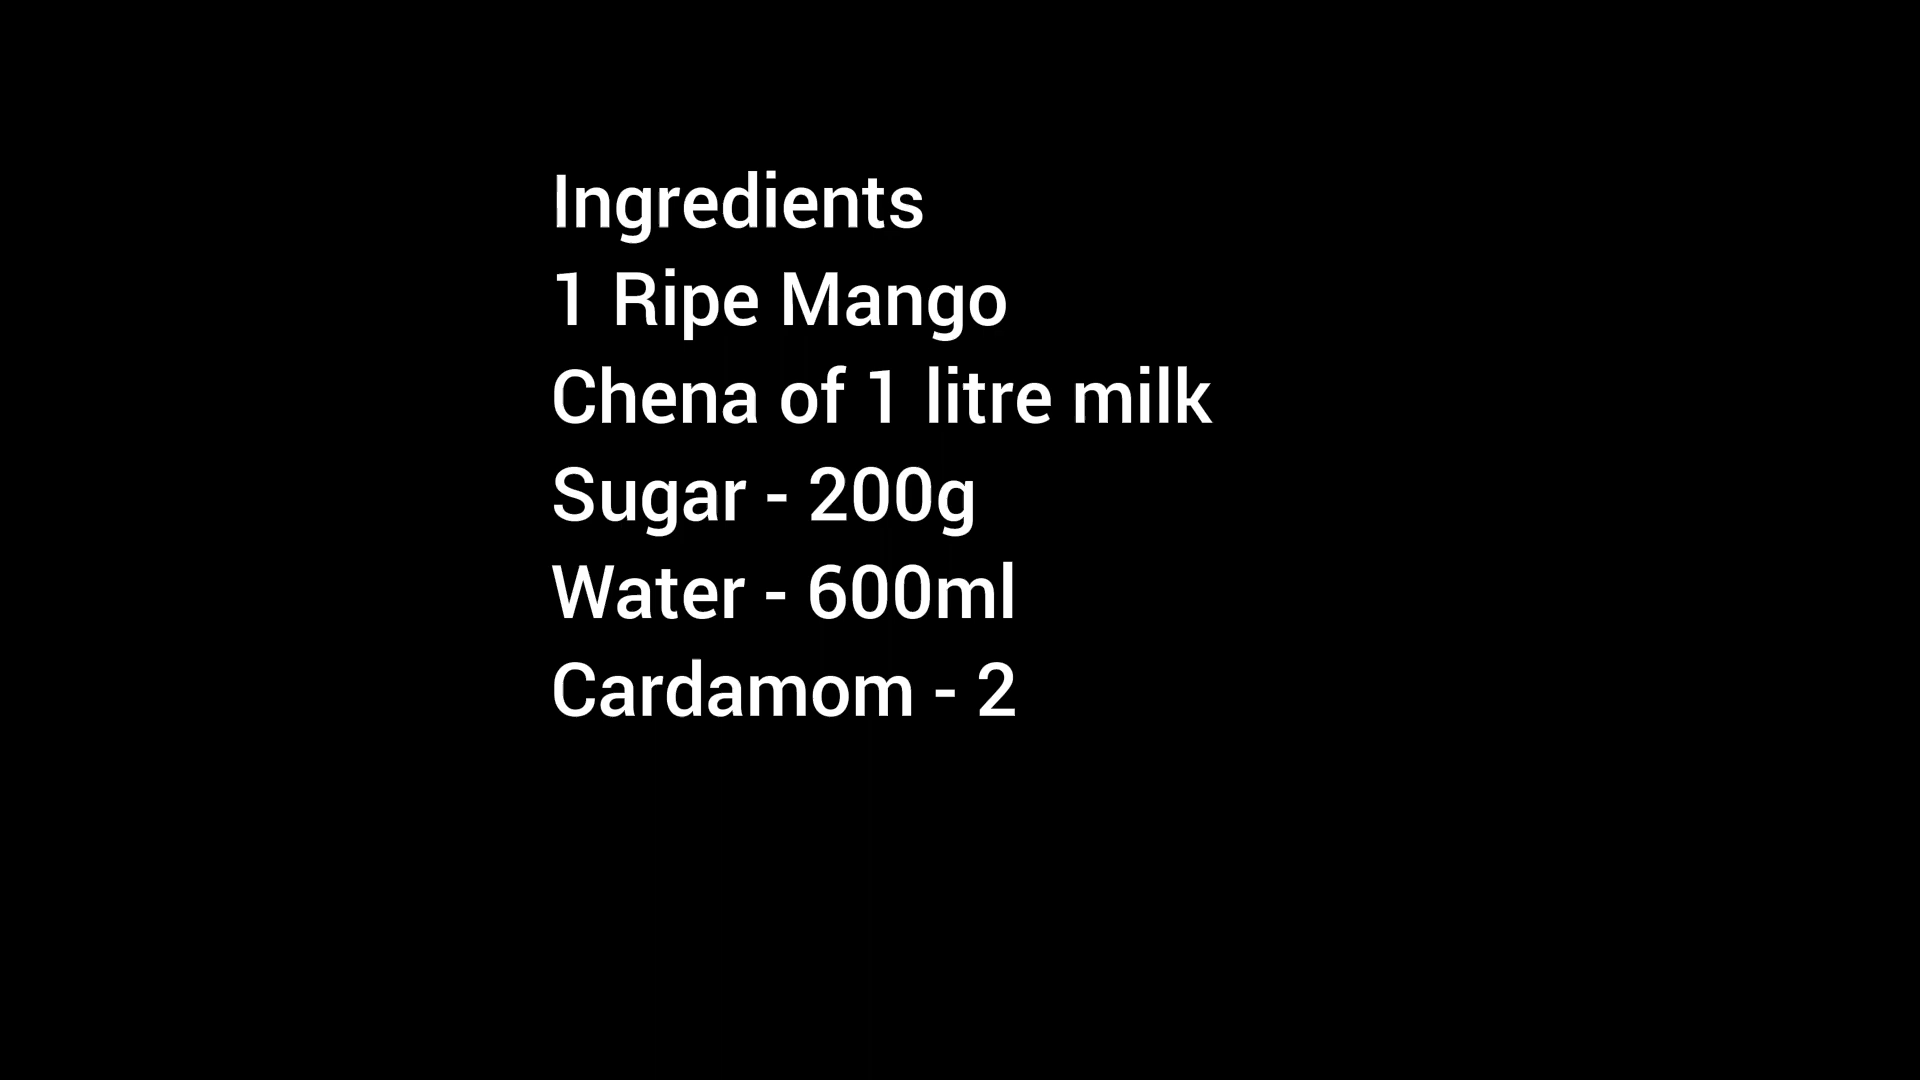 Ingredients
1 Ripe Mango
Chena of 1 litre milk
Sugar - 200g
Water - 600ml
Cardamom - 2